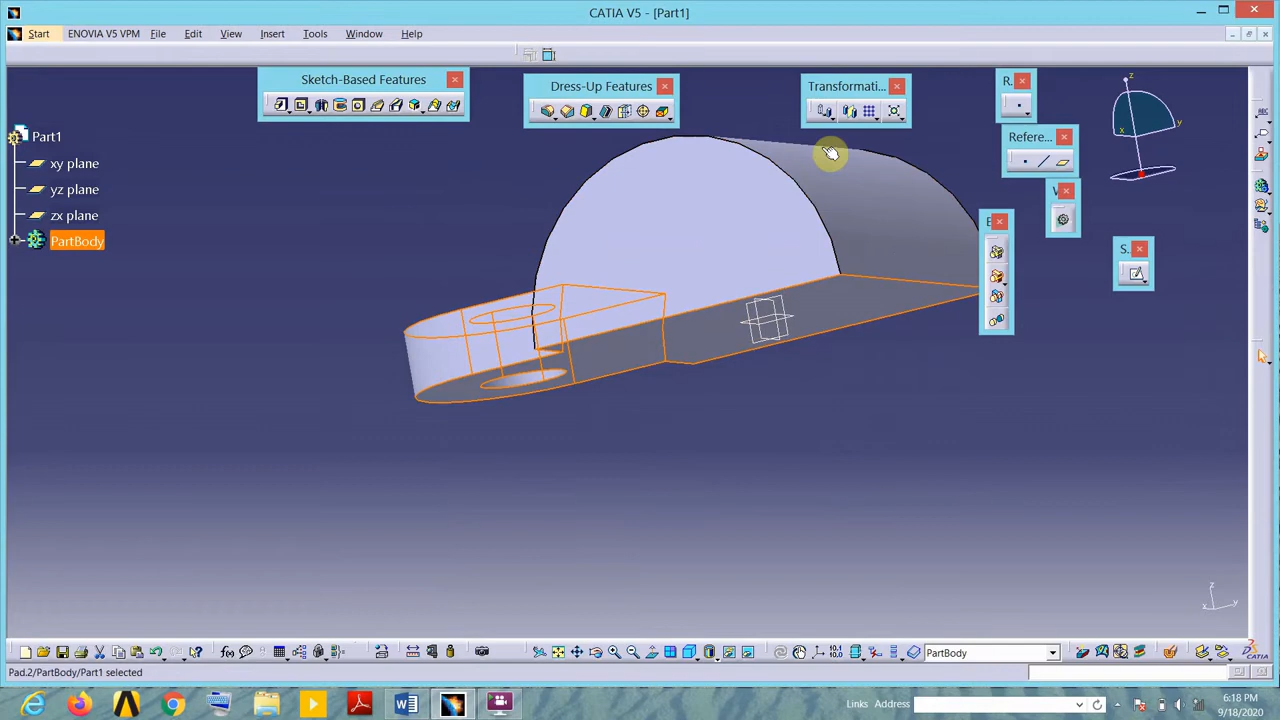 CATIA V5 - [Part1]
Start ENOVIA V5 VPM File Edit View Insert Tools Window Help
Sketch-Based Features
Dress-Up Features
Transformati...
R.
Refere...
S..
z
x
y
Part1
xy plane
yz plane
zx plane
PartBody
z
x
y
PartBody
CATIA
Pad.2/PartBody/Part1 selected
Links Address
6:18 PM
9/18/2020